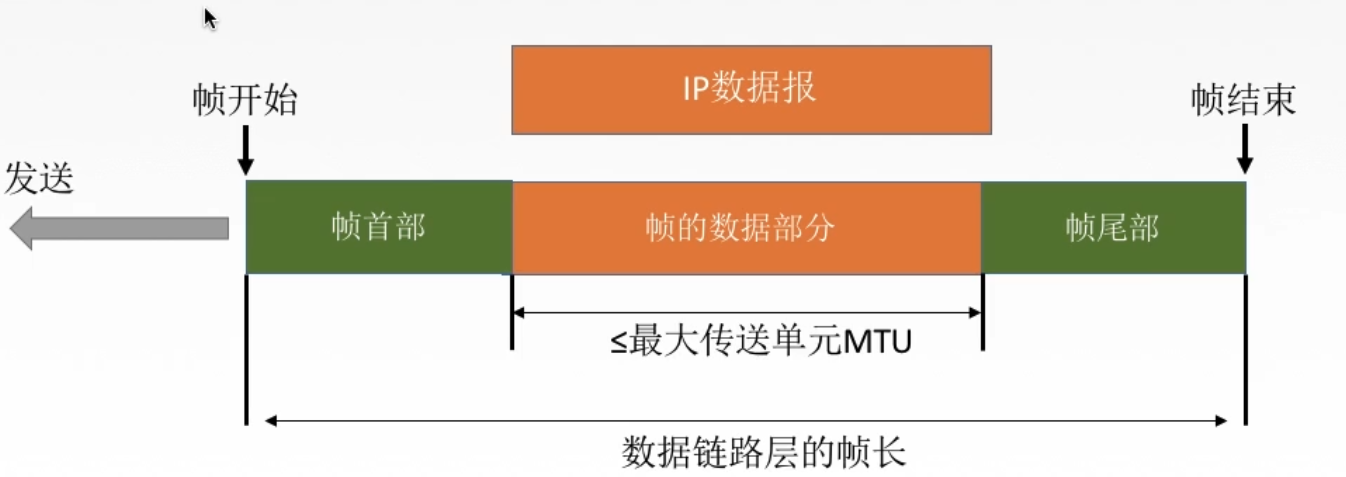 IP数据报
帧开始
帧结束
发送
帧首部
帧的数据部分
帧尾部
≤最大传送单元MTU
数据链路层的帧长